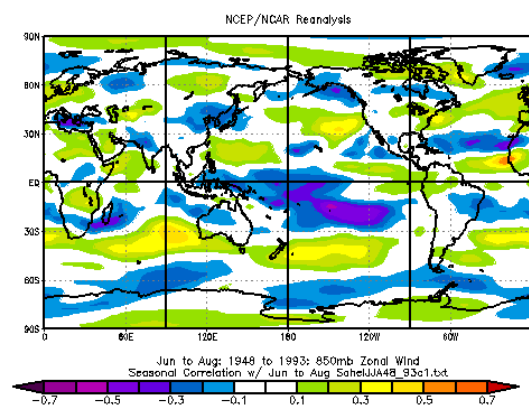 NCEP/NCAR Reanalysis
90N
60N
30N
EQ
30S
60S
90S
0 60E 120E 180 120W 60W
Jun to Aug: 1948 to 1993: 850mb Zonal Wind
Seasonal Correlation w/ Jun to Aug SahelJJA48_93a1.txt
-0.7 -0.5 -0.3 -0.1 0.1 0.3 0.5 0.7